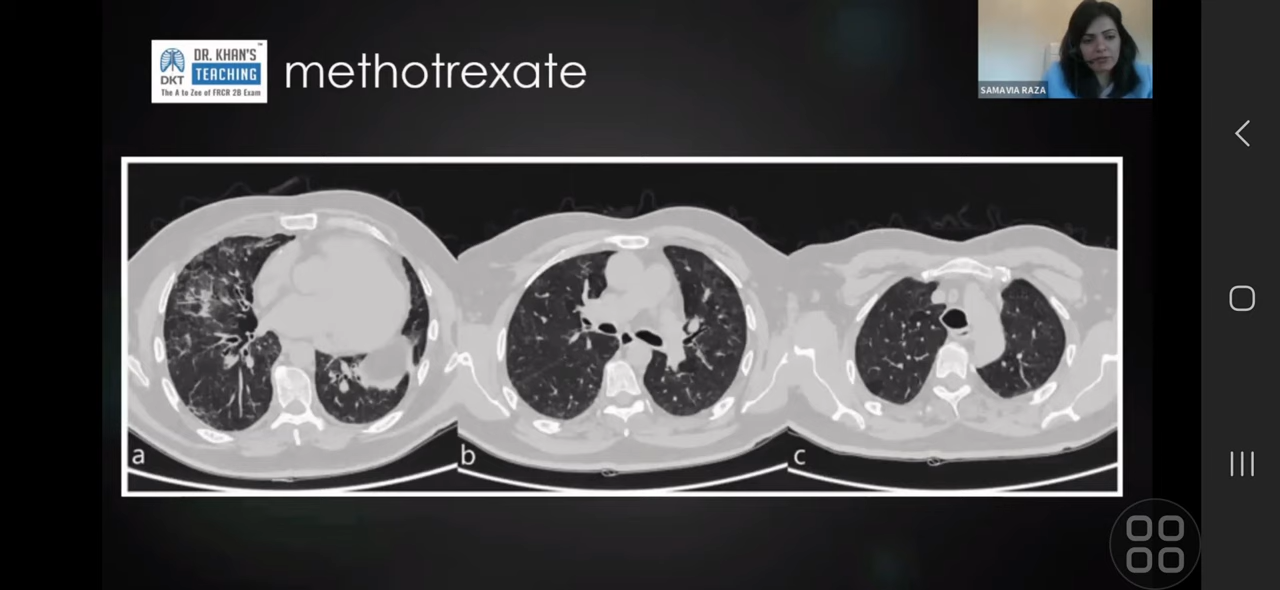 DR. KHAN'S
TEACHING
DKT
The A to Zee of FRCR 2B Exam
methotrexate
SAMAVIA RAZA
a
b
c